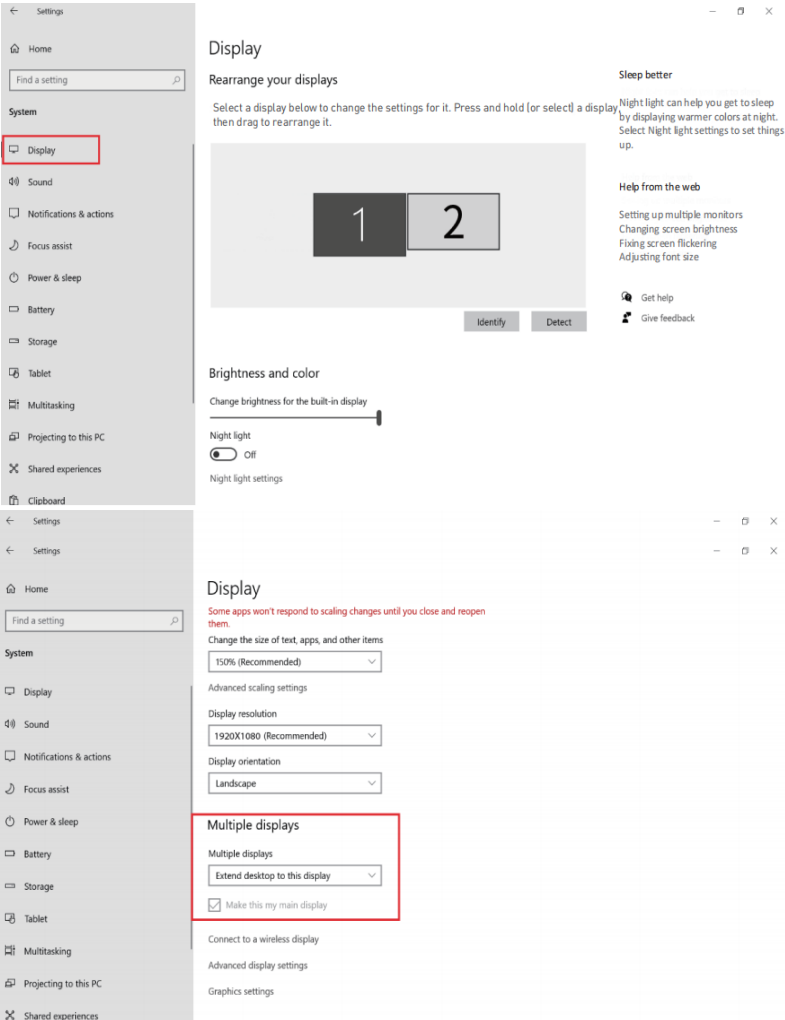 Settings
Home
Find a setting
System
Display
Sound
Notifications & actions
Focus assist
Power & sleep
Battery
Storage
Tablet
Multitasking
Projecting to this PC
Shared experiences
Clipboard
Display
Rearrange your displays
Select a display below to change the settings for it. Press and hold (or select) a display,
then drag to rearrange it.
1
2
Identify
Detect
Brightness and color
Change brightness for the built-in display
Night light
Off
Night light settings
Sleep better
Night light can help you get to sleep
by displaying warmer colors at night.
Select Night light settings to set things
up.
Help from the web
Setting up multiple monitors
Changing screen brightness
Fixing screen flickering
Adjusting font size
Get help
Give feedback
Settings
Settings
Home
Find a setting
System
Display
Sound
Notifications & actions
Focus assist
Power & sleep
Battery
Storage
Tablet
Multitasking
Projecting to this PC
Shared experiences
Display
Some apps won't respond to scaling changes until you close and reopen
them.
Change the size of text, apps, and other items
150% (Recommended)
Advanced scaling settings
Display resolution
1920X1080 (Recommended)
Display orientation
Landscape
Multiple displays
Multiple displays
Extend desktop to this display
Make this my main display
Connect to a wireless display
Advanced display settings
Graphics settings